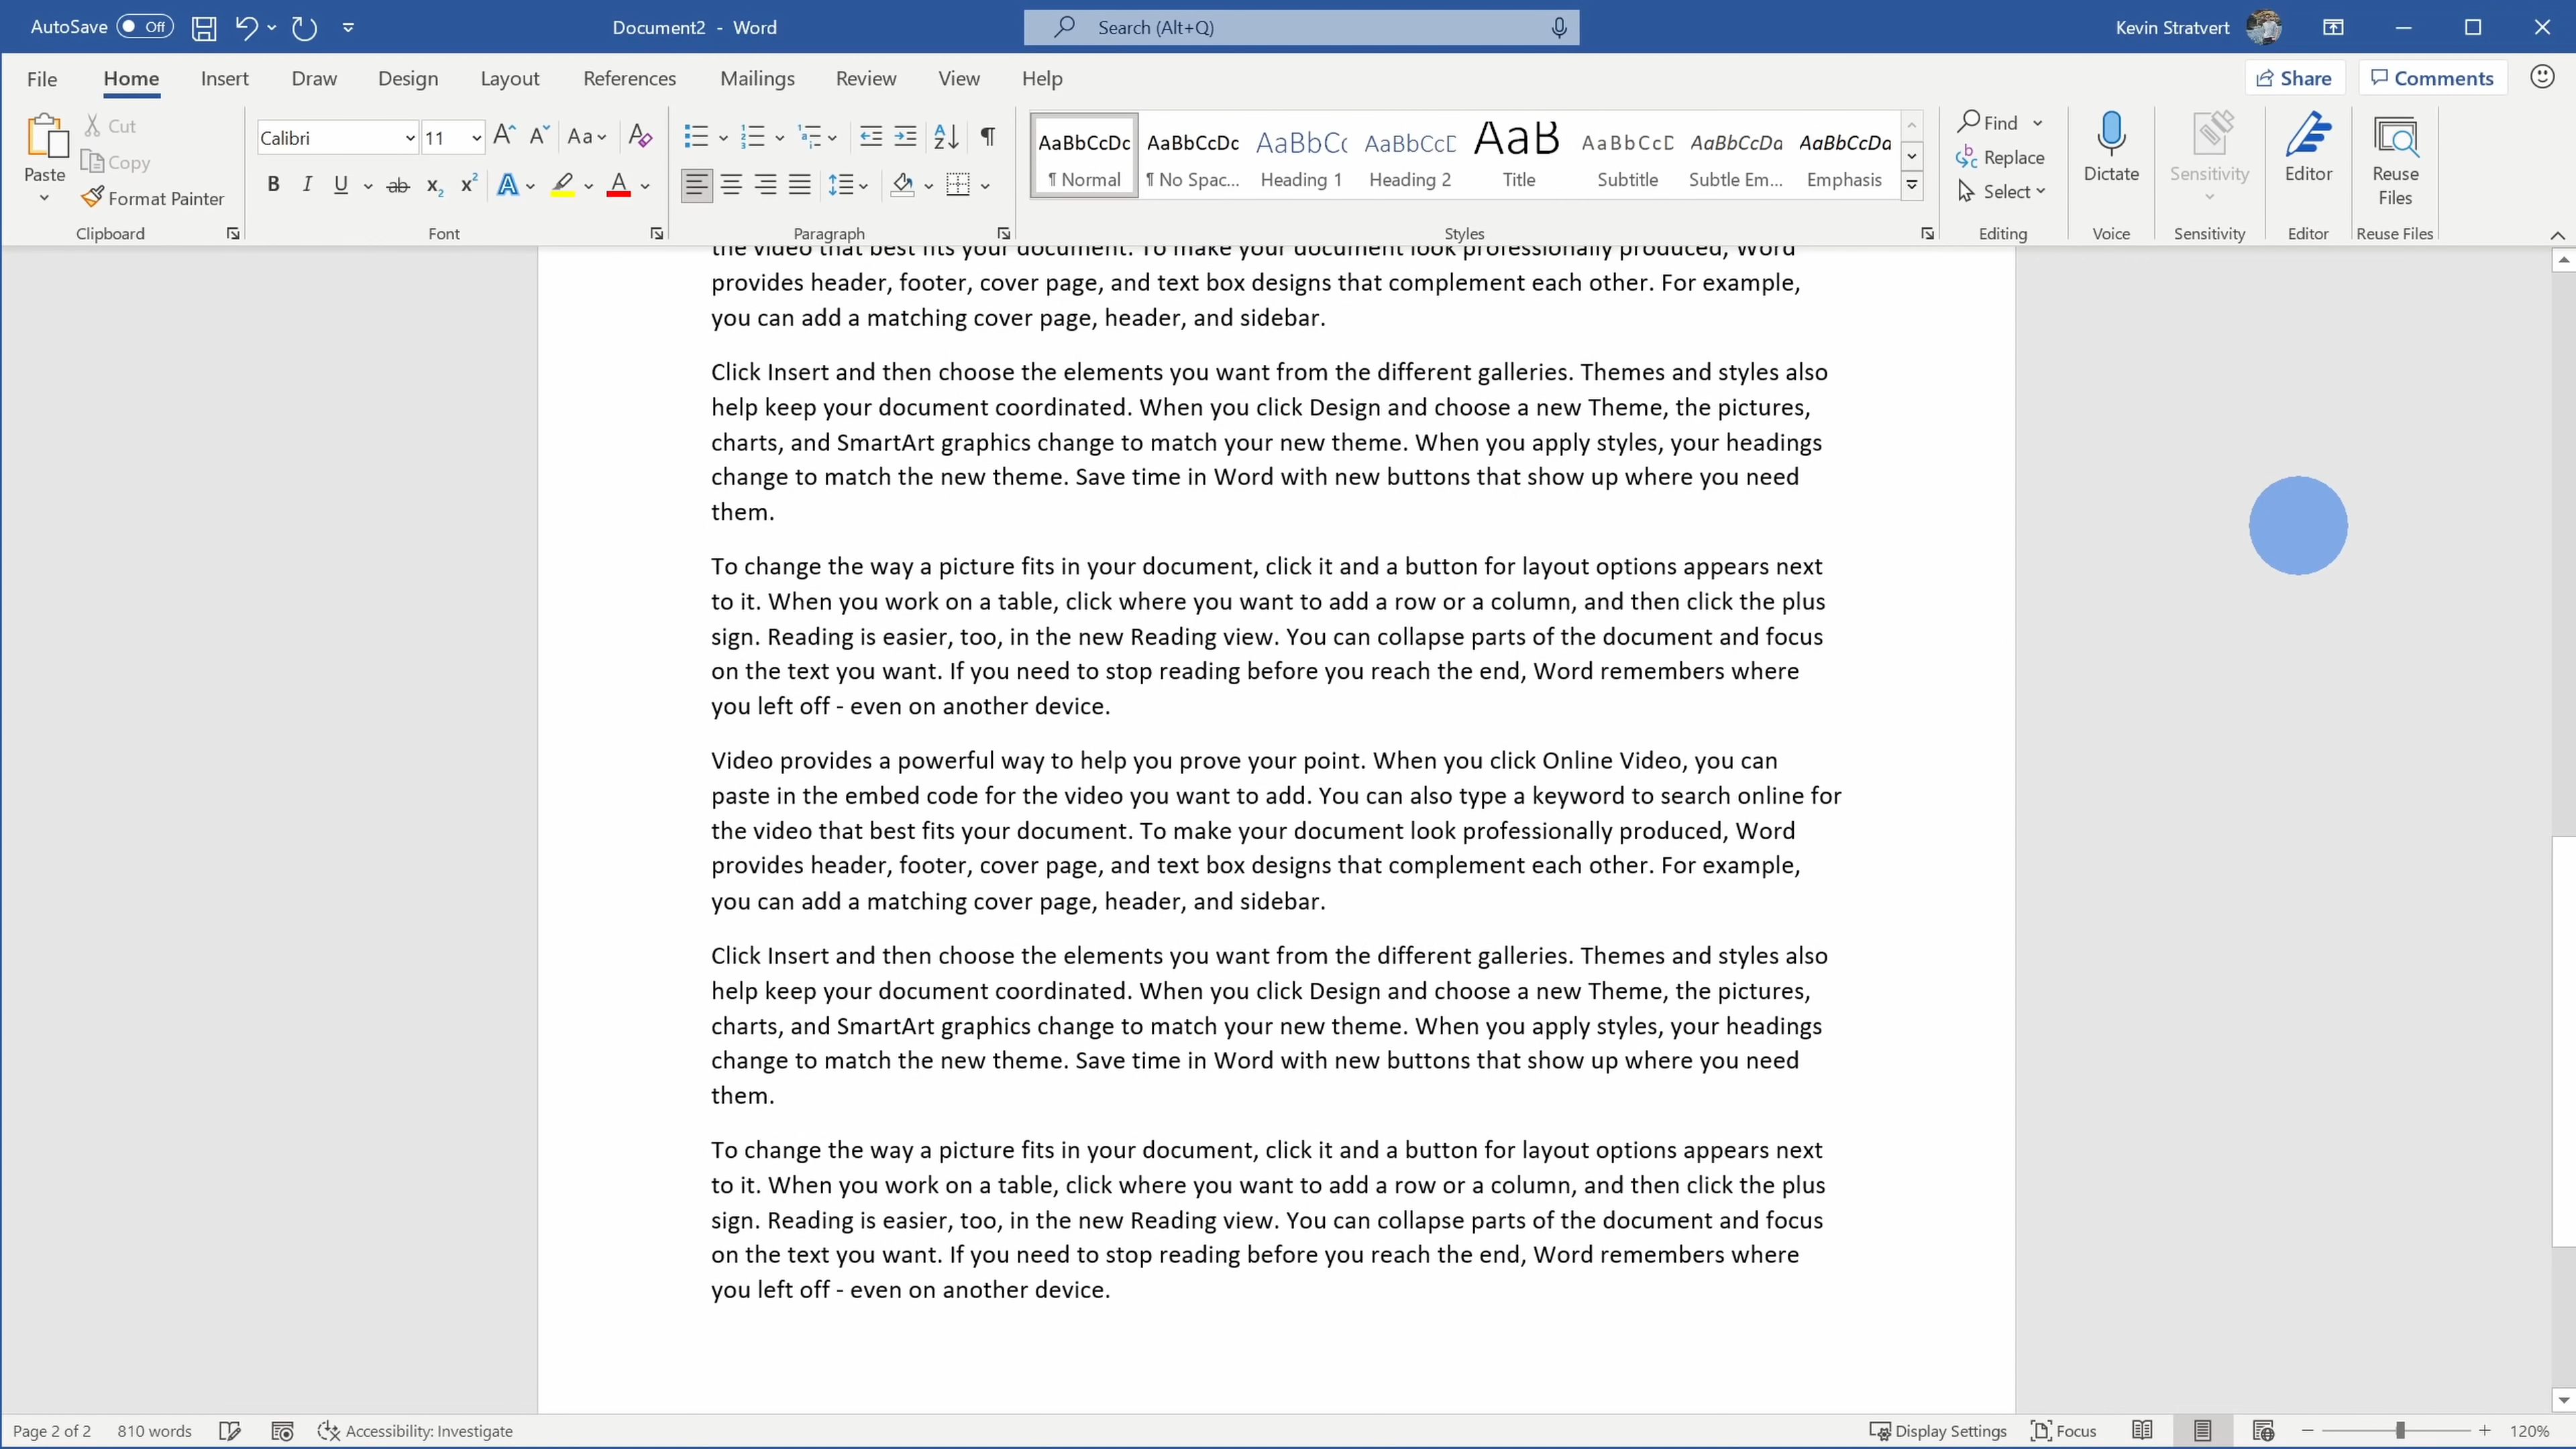 AutoSave Off Document2 - Word Search (Alt+Q) Kevin Stratvert
File Home Insert Draw Design Layout References Mailings Review View Help Share Comments
Paste Cut Copy Format Painter
Clipboard
Calibri 11 Aa
B I U ab x₂ x² A A
Font
Paragraph
AaBbCcDc AaBbCcDc AaBbCc AaBbCcD AaB AaBbCcD AaBbCcDa AaBbCcDa
¶ Normal ¶ No Spac... Heading 1 Heading 2 Title Subtitle Subtle Em... Emphasis
Styles
Find
Replace
Select
Editing
Dictate
Voice
Sensitivity
Sensitivity
Editor
Editor
Reuse
Files
Reuse Files
the video that best fits your document. To make your document look professionally produced, Word
provides header, footer, cover page, and text box designs that complement each other. For example,
you can add a matching cover page, header, and sidebar.
Click Insert and then choose the elements you want from the different galleries. Themes and styles also
help keep your document coordinated. When you click Design and choose a new Theme, the pictures,
charts, and SmartArt graphics change to match your new theme. When you apply styles, your headings
change to match the new theme. Save time in Word with new buttons that show up where you need
them.
To change the way a picture fits in your document, click it and a button for layout options appears next
to it. When you work on a table, click where you want to add a row or a column, and then click the plus
sign. Reading is easier, too, in the new Reading view. You can collapse parts of the document and focus
on the text you want. If you need to stop reading before you reach the end, Word remembers where
you left off - even on another device.
Video provides a powerful way to help you prove your point. When you click Online Video, you can
paste in the embed code for the video you want to add. You can also type a keyword to search online for
the video that best fits your document. To make your document look professionally produced, Word
provides header, footer, cover page, and text box designs that complement each other. For example,
you can add a matching cover page, header, and sidebar.
Click Insert and then choose the elements you want from the different galleries. Themes and styles also
help keep your document coordinated. When you click Design and choose a new Theme, the pictures,
charts, and SmartArt graphics change to match your new theme. When you apply styles, your headings
change to match the new theme. Save time in Word with new buttons that show up where you need
them.
To change the way a picture fits in your document, click it and a button for layout options appears next
to it. When you work on a table, click where you want to add a row or a column, and then click the plus
sign. Reading is easier, too, in the new Reading view. You can collapse parts of the document and focus
on the text you want. If you need to stop reading before you reach the end, Word remembers where
you left off - even on another device.
Page 2 of 2 810 words Accessibility: Investigate Display Settings Focus 120%